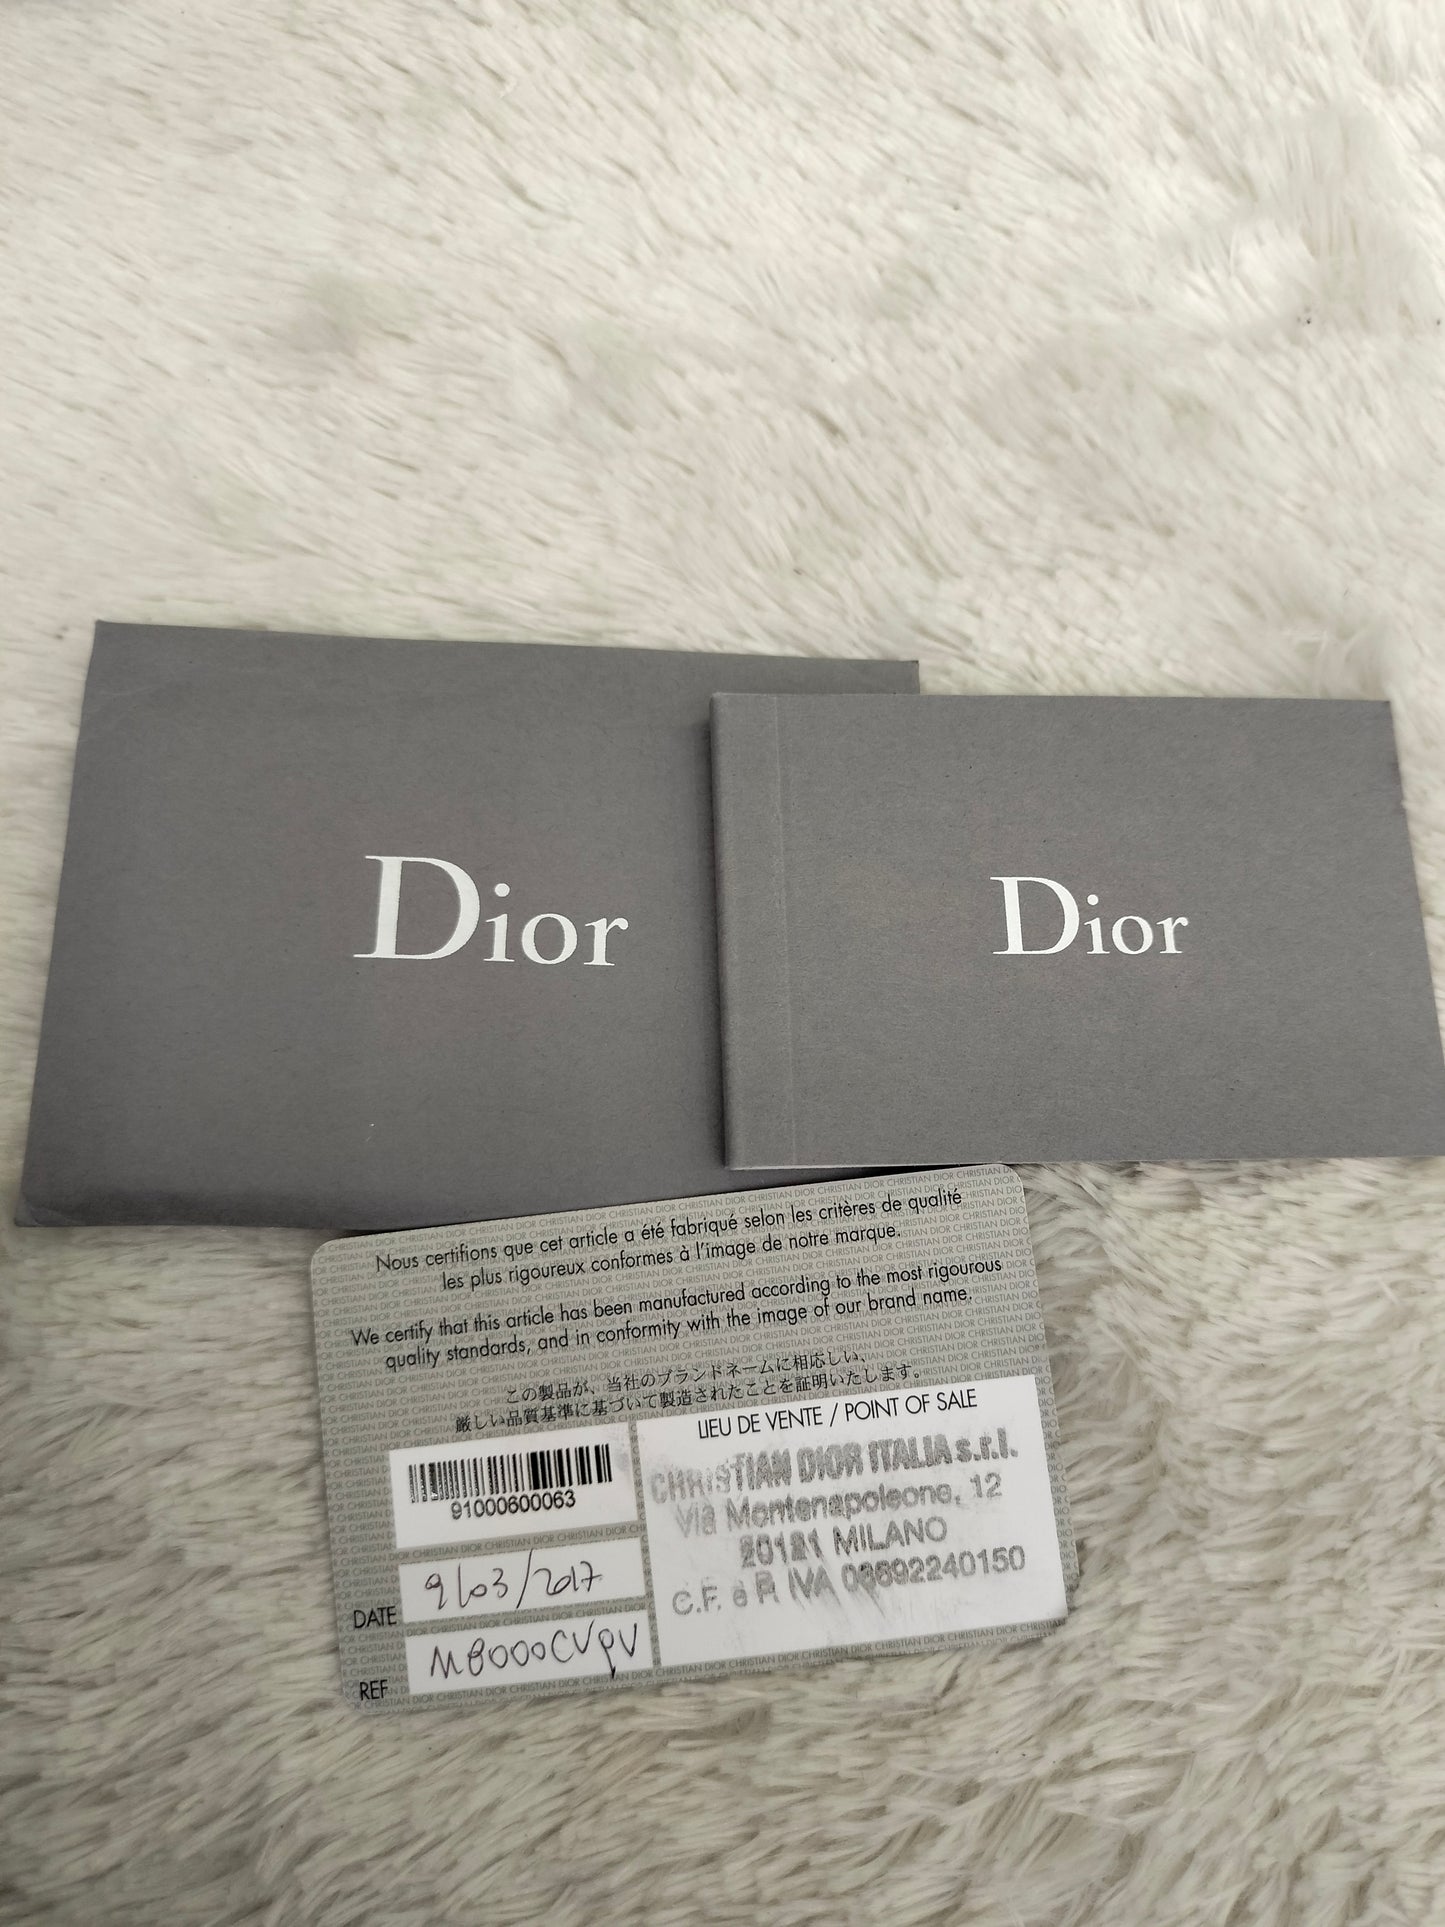 Dior
Dior
Nous certifions que cet article a été fabriqué selon les critères de qualité
les plus rigoureux conformes à l'image de notre marque.
We certify that this article has been manufactured according to the most rigourous
quality standards, and in conformity with the image of our brand name.
この製品が、当社のブランドネームに相応しい、
厳しい品質基準に基づいて製造されたことを証明いたします。
LIEU DE VENTE / POINT OF SALE
CHRISTIAN DIOR ITALIA s.r.l.
Via Montenapoleone, 12
20121 MILANO
C.F. e P. IVA 03692240150
91000600063
DATE 9/03/2017
REF M8000CVQV